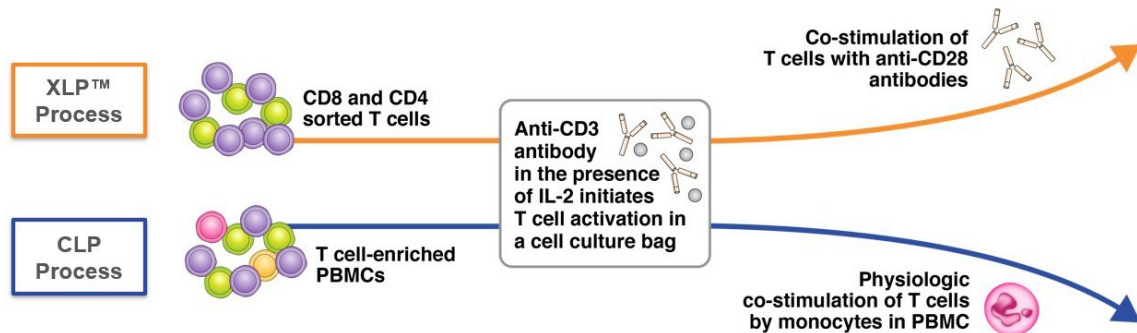 XLP™
Process
CD8 and CD4
sorted T cells
Anti-CD3
antibody
in the presence
of IL-2 initiates
T cell activation in
a cell culture bag
Co-stimulation of
T cells with anti-CD28
antibodies
CLP
Process
T cell-enriched
PBMCs
Physiologic
co-stimulation of T cells
by monocytes in PBMC